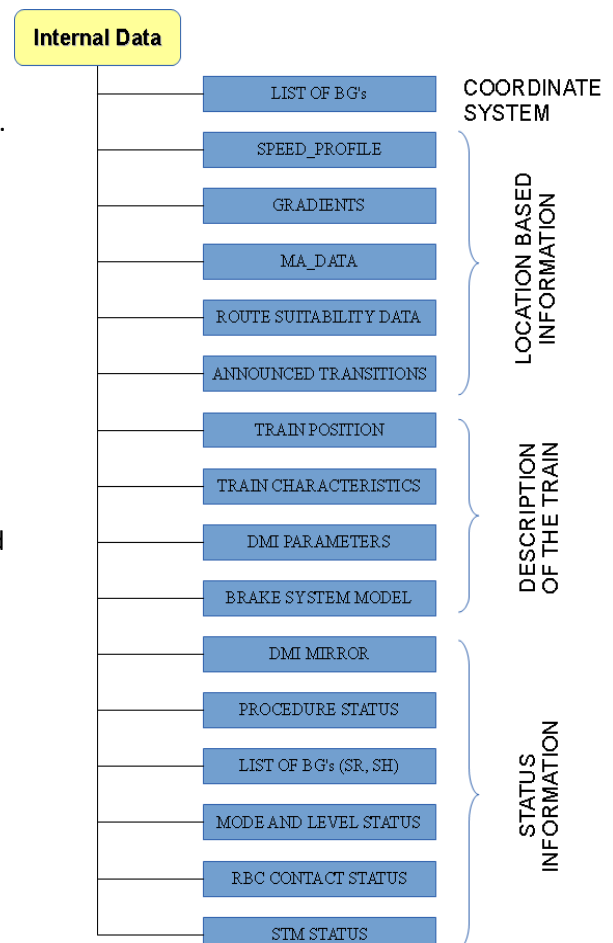 Internal Data
LIST OF BG's
COORDINATE
SYSTEM
.
SPEED_PROFILE
GRADIENTS
MA_DATA
ROUTE SUITABILITY DATA
ANNOUNCED TRANSITIONS
LOCATION BASED
INFORMATION
TRAIN POSITION
TRAIN CHARACTERISTICS
DMI PARAMETERS
BRAKE SYSTEM MODEL
DESCRIPTION
OF THE TRAIN
d
DMI MIRROR
PROCEDURE STATUS
LIST OF BG's (SR, SH)
MODE AND LEVEL STATUS
RBC CONTACT STATUS
STM STATUS
STATUS
INFORMATION